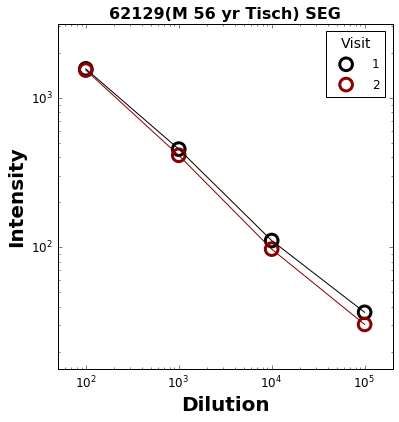 62129(M 56 yr Tisch) SEG
Visit
1
2
Intensity
10³
10²
10² 10³ 10⁴ 10⁵
Dilution